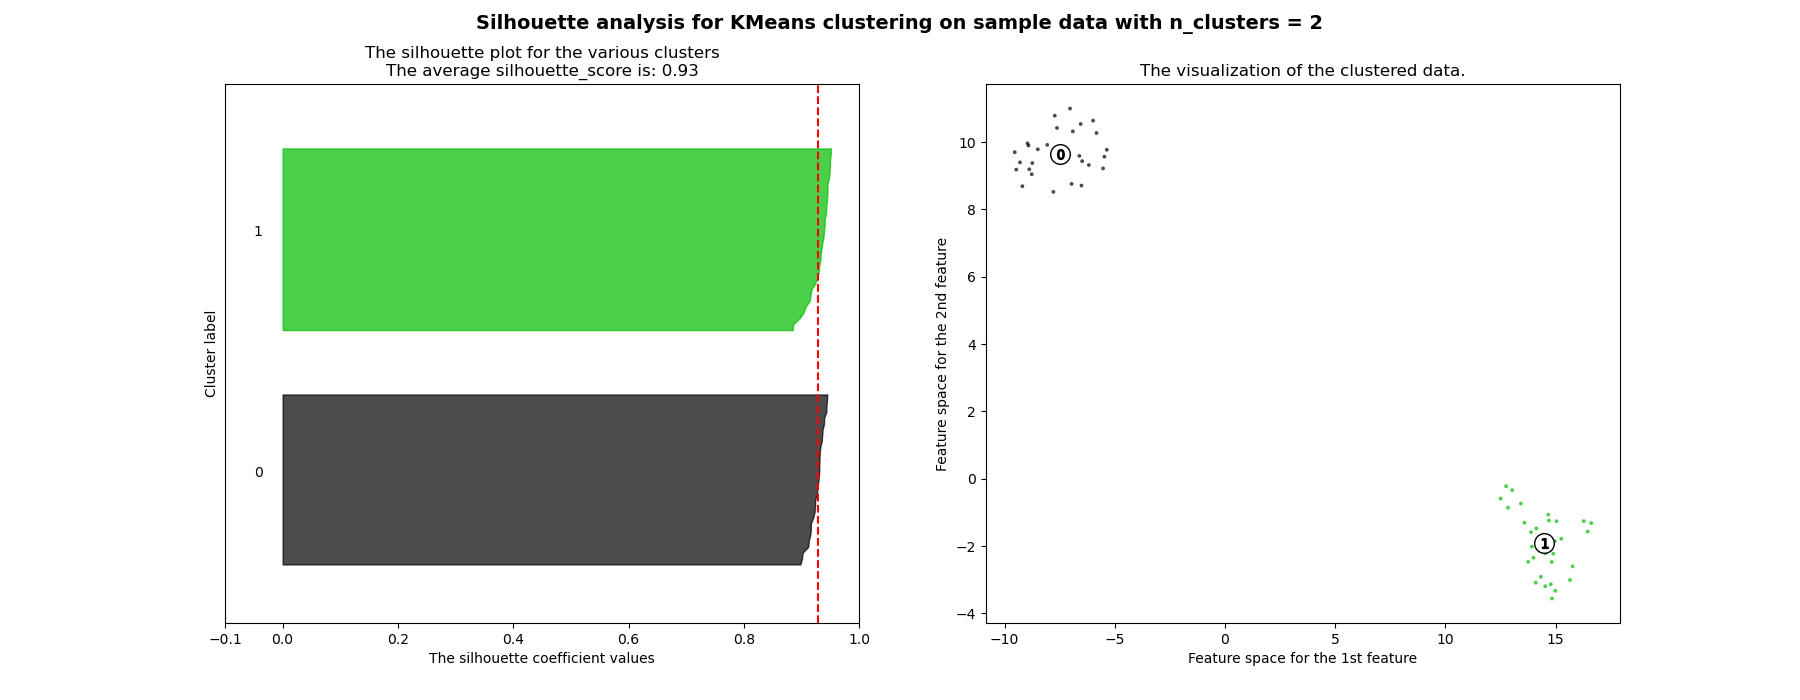 Silhouette analysis for KMeans clustering on sample data with n_clusters = 2
The silhouette plot for the various clusters
The average silhouette_score is: 0.93
1
0
Cluster label
−0.1 0.0 0.2 0.4 0.6 0.8 1.0
The silhouette coefficient values
The visualization of the clustered data.
10
8
6
4
2
0
−2
−4
Feature space for the 2nd feature
0
1
−10 −5 0 5 10 15
Feature space for the 1st feature